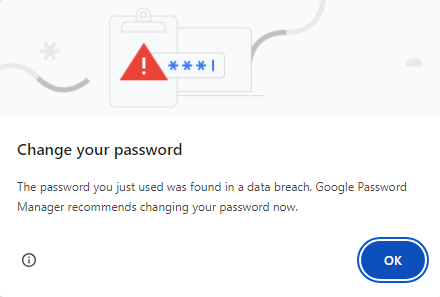 ***|
Change your password
The password you just used was found in a data breach. Google Password
Manager recommends changing your password now.
OK